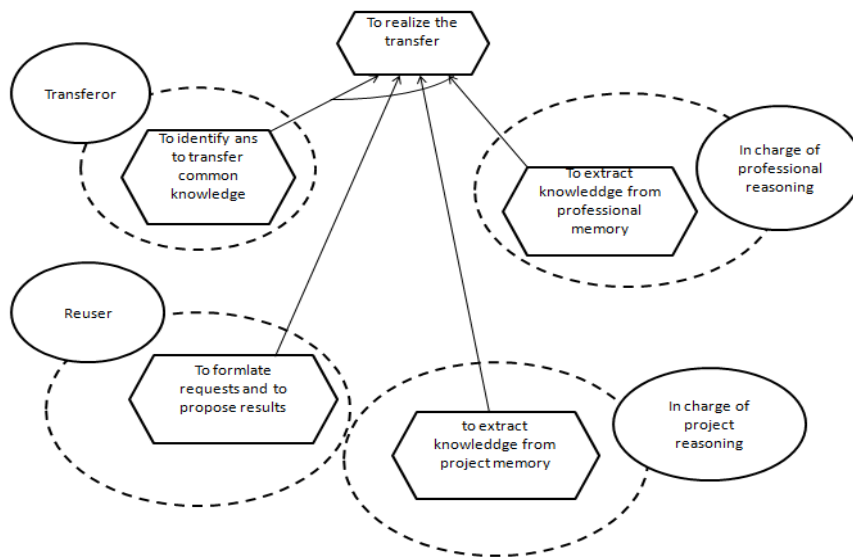 To realize the
transfer
Transferor
To identify ans
to transfer
common
knowledge
In charge of
professional
reasoning
To extract
knowleddge from
professional
memory
Reuser
To formlate
requests and to
propose results
In charge of
project
reasoning
to extract
knowleddge from
project memory